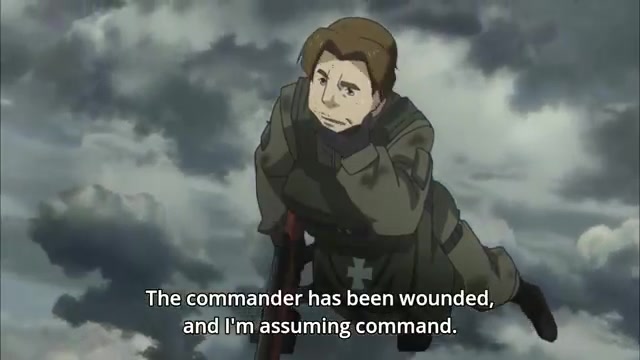 The commander has been wounded,
and I'm assuming command.